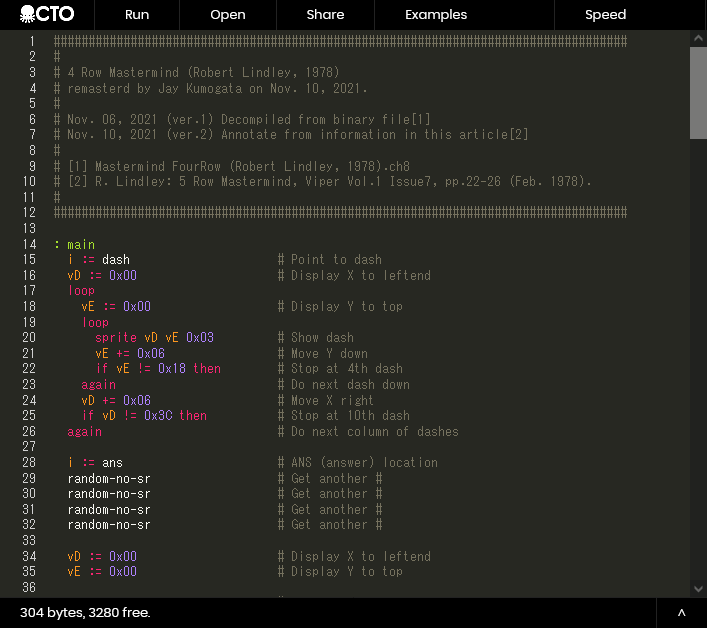 CTO Run Open Share Examples Speed
1 ##################################################################################
2 #
3 # 4 Row Mastermind (Robert Lindley, 1978)
4 # remasterd by Jay Kumogata on Nov. 10, 2021.
5 #
6 # Nov. 06, 2021 (ver.1) Decompiled from binary file[1]
7 # Nov. 10, 2021 (ver.2) Annotate from information in this article[2]
8 #
9 # [1] Mastermind FourRow (Robert Lindley, 1978).ch8
10 # [2] R. Lindley: 5 Row Mastermind, Viper Vol.1 Issue7, pp.22-26 (Feb. 1978).
11 #
12 ##################################################################################
13
14 : main
15 i := dash # Point to dash
16 vD := 0x00 # Display X to leftend
17 loop
18 vE := 0x00 # Display Y to top
19 loop
20 sprite vD vE 0x03 # Show dash
21 vE += 0x06 # Move Y down
22 if vE != 0x18 then # Stop at 4th dash
23 again # Do next dash down
24 vD += 0x06 # Move X right
25 if vD != 0x3C then # Stop at 10th dash
26 again # Do next column of dashes
27
28 i := ans # ANS (answer) location
29 random-no-sr # Get another #
30 random-no-sr # Get another #
31 random-no-sr # Get another #
32 random-no-sr # Get another #
33
34 vD := 0x00 # Display X to leftend
35 vE := 0x00 # Display Y to top
36
304 bytes, 3280 free.